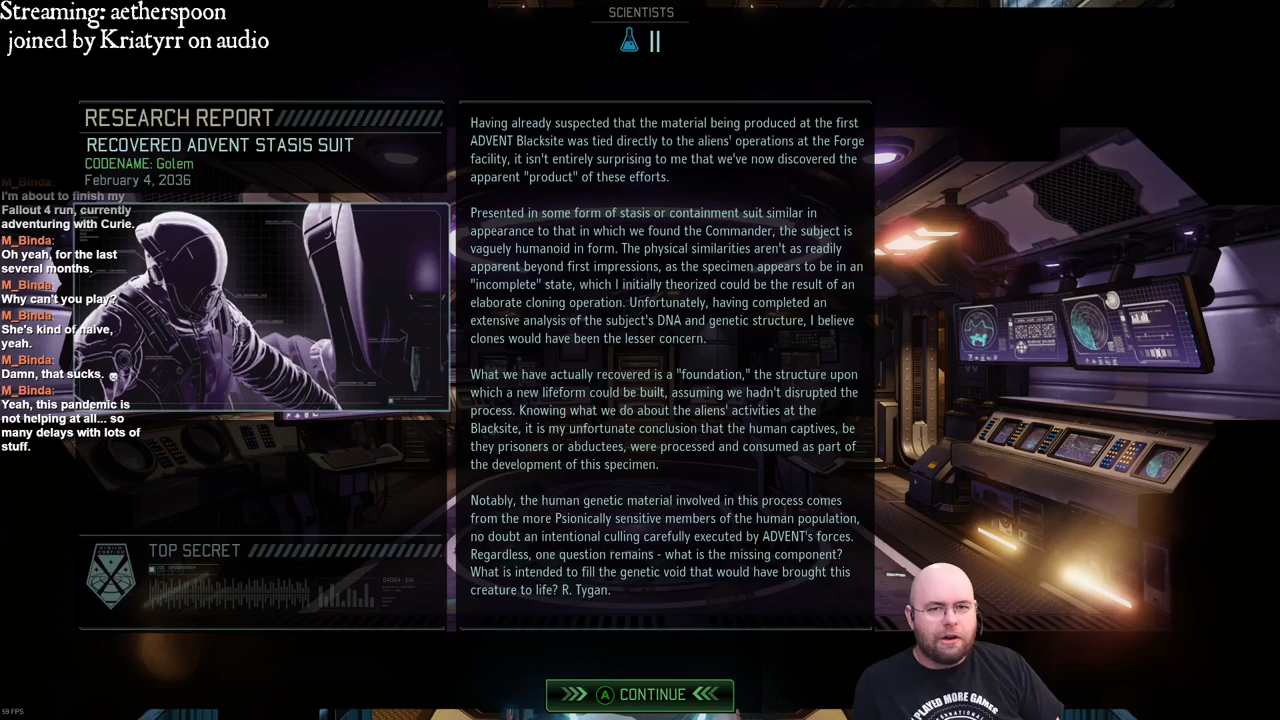 Streaming: aetherspoon
joined by Kriatyrr on audio
SCIENTISTS
RESEARCH REPORT
RECOVERED ADVENT STASIS SUIT
CODENAME: Golem
February 4, 2036
M_Binda:
I'm about to finish my
Fallout 4 run, currently
adventuring with Curie.
M_Binda:
Oh yeah, for the last
several months.
M_Binda:
Why can't you play?
M_Binda:
She's kind of naive,
yeah.
M_Binda:
Damn, that sucks.
M_Binda:
Yeah, this pandemic is
not helping at all... so
many delays with lots of
stuff.
TOP SECRET
VIGILO
CONFIDO
Having already suspected that the material being produced at the first
ADVENT Blacksite was tied directly to the aliens' operations at the Forge
facility, it isn't entirely surprising to me that we've now discovered the
apparent "product" of these efforts.
Presented in some form of stasis or containment suit similar in
appearance to that in which we found the Commander, the subject is
vaguely humanoid in form. The physical similarities aren't as readily
apparent beyond first impressions, as the specimen appears to be in an
"incomplete" state, which I initially theorized could be the result of an
elaborate cloning operation. Unfortunately, having completed an
extensive analysis of the subject's DNA and genetic structure, I believe
clones would have been the lesser concern.
What we have actually recovered is a "foundation," the structure upon
which a new lifeform could be built, assuming we hadn't disrupted the
process. Knowing what we do about the aliens' activities at the
Blacksite, it is my unfortunate conclusion that the human captives, be
they prisoners or abductees, were processed and consumed as part of
the development of this specimen.
Notably, the human genetic material involved in this process comes
from the more Psionically sensitive members of the human population,
no doubt an intentional culling carefully executed by ADVENT's forces.
Regardless, one question remains - what is the missing component?
What is intended to fill the genetic void that would have brought this
creature to life? R. Tygan.
A CONTINUE
PLAYED MORE GAMES
59 FPS